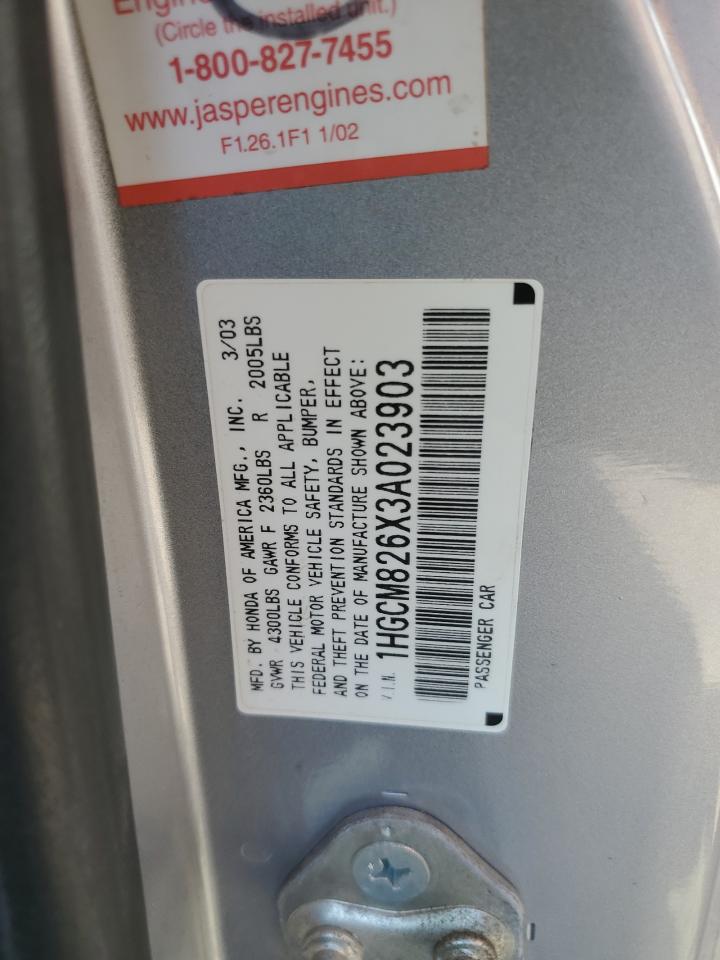 Engine
(Circle the installed unit.)
1-800-827-7455
www.jasperengines.com
F1.26.1F1 1/02
MFD. BY HONDA OF AMERICA MFG., INC. 3/03
GVWR 4300LBS GAWR F 2360LBS R 2005LBS
THIS VEHICLE CONFORMS TO ALL APPLICABLE
FEDERAL MOTOR VEHICLE SAFETY, BUMPER,
AND THEFT PREVENTION STANDARDS IN EFFECT
ON THE DATE OF MANUFACTURE SHOWN ABOVE:
V.I.N. 1HGCM826X3A023903
PASSENGER CAR